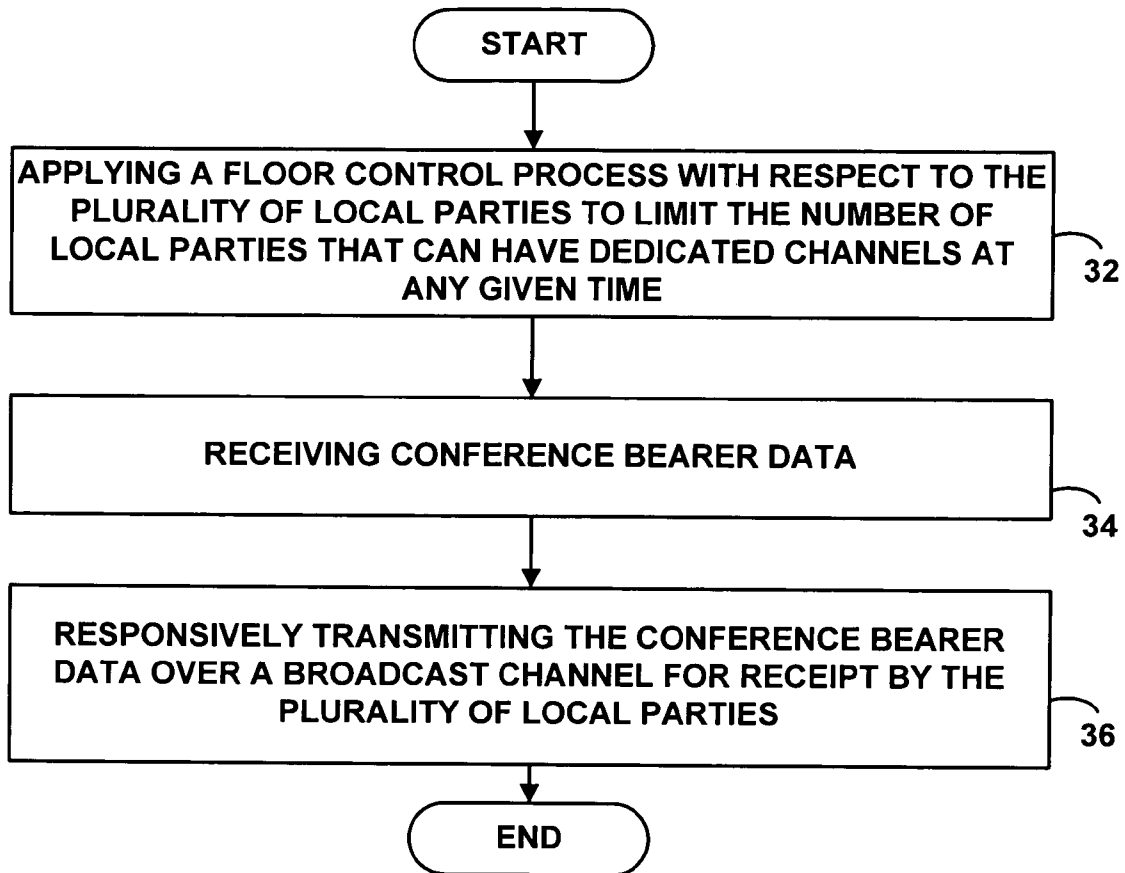 START
APPLYING A FLOOR CONTROL PROCESS WITH RESPECT TO THE
PLURALITY OF LOCAL PARTIES TO LIMIT THE NUMBER OF
LOCAL PARTIES THAT CAN HAVE DEDICATED CHANNELS AT
ANY GIVEN TIME
32
RECEIVING CONFERENCE BEARER DATA
34
RESPONSIVELY TRANSMITTING THE CONFERENCE BEARER
DATA OVER A BROADCAST CHANNEL FOR RECEIPT BY THE
PLURALITY OF LOCAL PARTIES
36
END